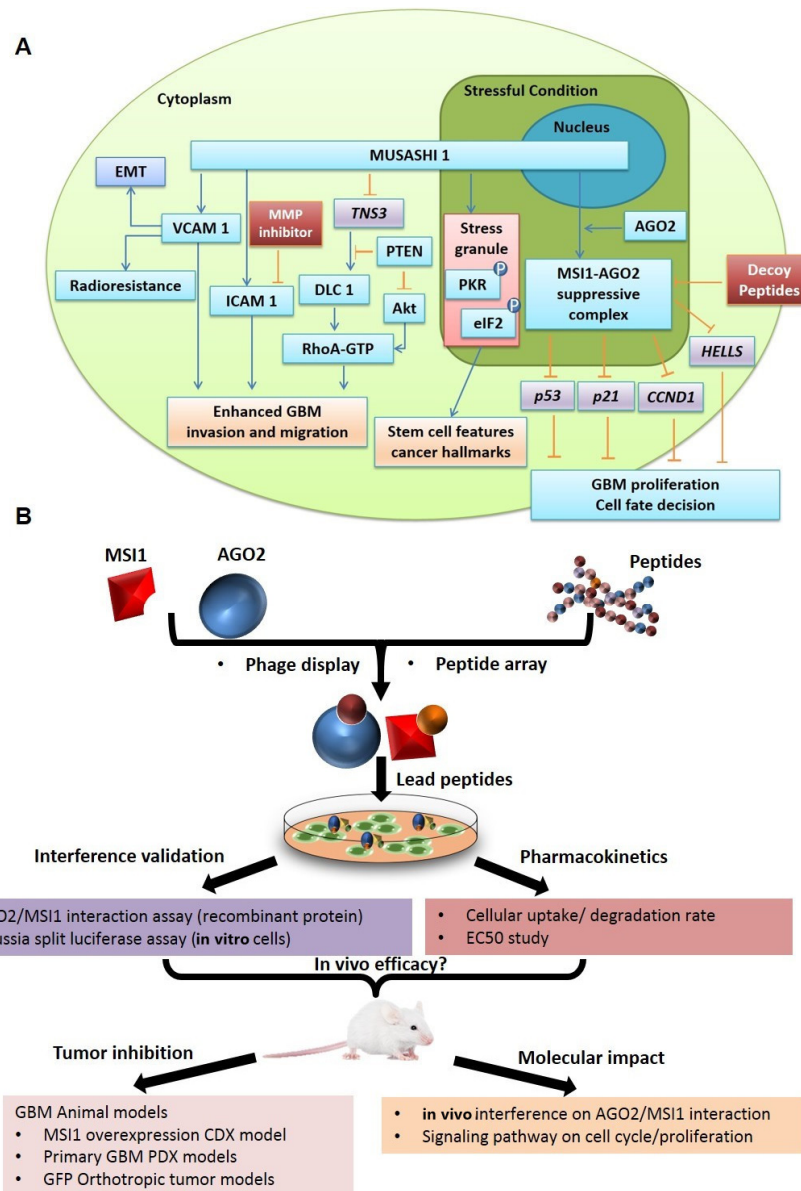 A
Cytoplasm
Stressful Condition
Nucleus
MUSASHI 1
EMT
VCAM 1
MMP
inhibitor
TNS3
Stress
granule
AGO2
PTEN
Radioresistance
ICAM 1
DLC 1
Akt
P
PKR
P
eIF2
MSI1-AGO2
suppressive
complex
Decoy
Peptides
RhoA-GTP
HELLS
p53
p21
CCND1
Enhanced GBM
invasion and migration
Stem cell features
cancer hallmarks
GBM proliferation
Cell fate decision
B
MSI1
AGO2
Peptides
• Phage display
• Peptide array
Lead peptides
Interference validation
Pharmacokinetics
O2/MSI1 interaction assay (recombinant protein)
ussia split luciferase assay (in vitro cells)
• Cellular uptake/ degradation rate
• EC50 study
In vivo efficacy?
Tumor inhibition
Molecular impact
GBM Animal models
• MSI1 overexpression CDX model
• Primary GBM PDX models
• GFP Orthotropic tumor models
• in vivo interference on AGO2/MSI1 interaction
• Signaling pathway on cell cycle/proliferation